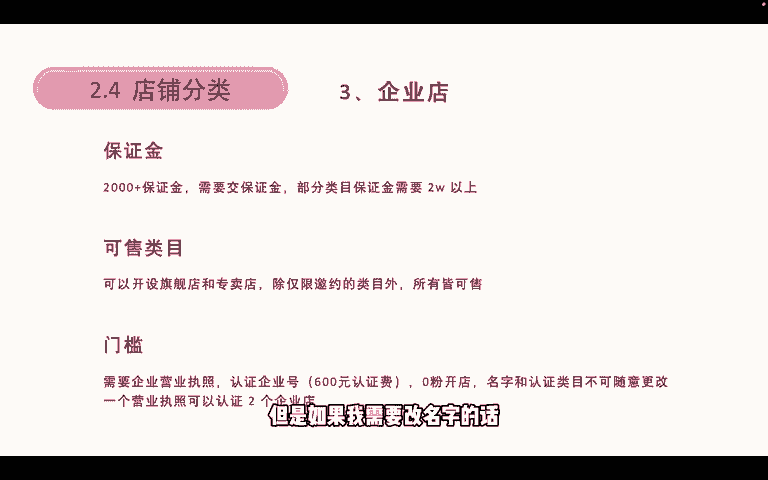 2.4 店铺分类
3、企业店
保证金
2000+保证金，需要交保证金，部分类目保证金需要 2w 以上
可售类目
可以开设旗舰店和专卖店，除仅限邀约的类目外，所有皆可售
门槛
需要企业营业执照，认证企业号（600元认证费），0粉开店，名字和认证类目不可随意更改
一个营业执照可以认证 2 个企业店
但是如果我需要改名字的话